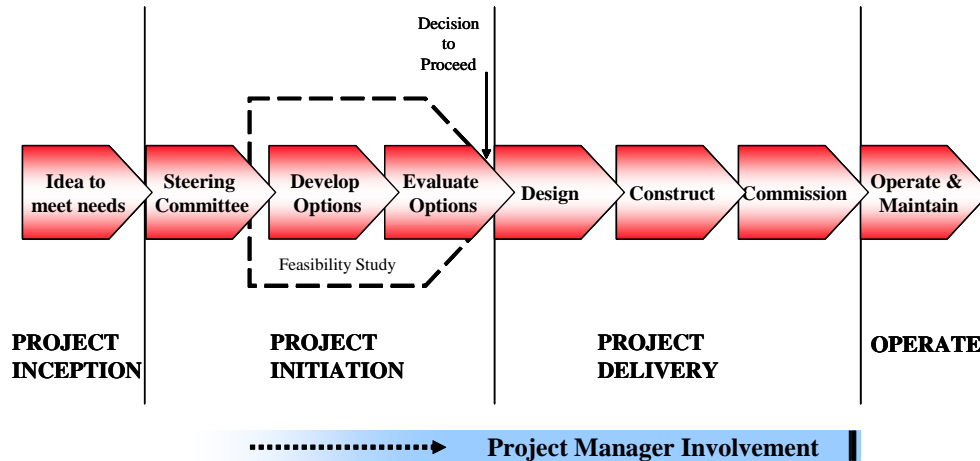 Decision
to
Proceed
Idea to
meet needs
Steering
Committee
Develop
Options
Evaluate
Options
Design
Construct
Commission
Operate &
Maintain
Feasibility Study
PROJECT
INCEPTION
PROJECT
INITIATION
PROJECT
DELIVERY
OPERATE
Project Manager Involvement